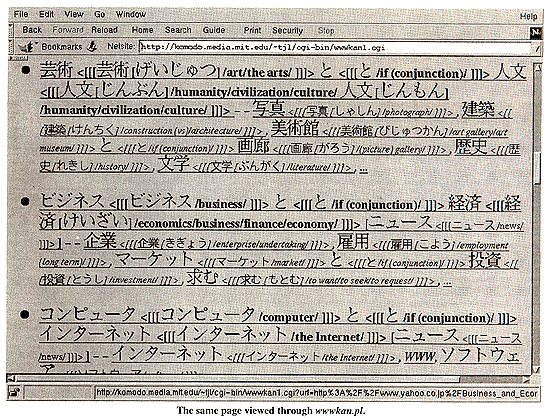 File Edit View Go Window Help
Back Forward Reload Home Search Guide Print Security Stop
Bookmarks Netsite: http://komodo.media.mit.edu/~tjl/cgi-bin/wwwkan1.cgi
芸術 <[[[芸術 [げいじゅつ] /art/the arts/ ]]]> と <[[[と /if (conjunction)/ ]]]> 人文
<[[[人文 [じんぶん] /humanity/civilization/culture/ 人文 [じんもん]
/humanity/civilization/culture/ ]]]> -- 写真 <[[[写真 [しゃしん] /photograph/ ]]]>, 建築 <[[
[建築 [けんちく] /construction (vs)/architecture/ ]]]>, 美術館 <[[[美術館 [びじゅつかん] /art gallery/art
museum/ ]]]> と <[[[と /if (conjunction)/ ]]]> 画廊 <[[[画廊 [がろう] /(picture) gallery/ ]]]>, 歴史 <[[[歴
史 [れきし] /history/ ]]]>, 文学 <[[[文学 [ぶんがく] /literature/ ]]]>, ...
ビジネス <[[[ビジネス /business/ ]]]> と <[[[と /if (conjunction)/ ]]]> 経済 <[[[経
済 [けいざい] /economics/business/finance/economy/ ]]]> [ニュース <[[[ニュース /news/
]]]>] -- 企業 <[[[企業 [きぎょう] /enterprise/undertaking/ ]]]>, 雇用 <[[[雇用 [こよう] /employment
(long term)/ ]]]>, マーケット <[[[マーケット /market/ ]]]> と <[[[と /if (conjunction)/ ]]]> 投資 <[[
[投資 [とうし] /investment/ ]]]>, 求む <[[[求む [もとむ] /to want/to seek/to request/ ]]]>, ...
コンピュータ <[[[コンピュータ /computer/ ]]]> と <[[[と /if (conjunction)/ ]]]>
インターネット <[[[インターネット /the Internet/ ]]]> [ニュース <[[[ニュース
/news/ ]]]>] -- インターネット <[[[インターネット /the Internet/ ]]]>, WWW, ソフトウェ
ア
http://komodo.media.mit.edu/~tjl/cgi-bin/wwwkan1.cgi?url=http%3A%2F%2Fwww.yahoo.co.jp%2FBusiness_and_Econ
The same page viewed through wwwkan.pl.